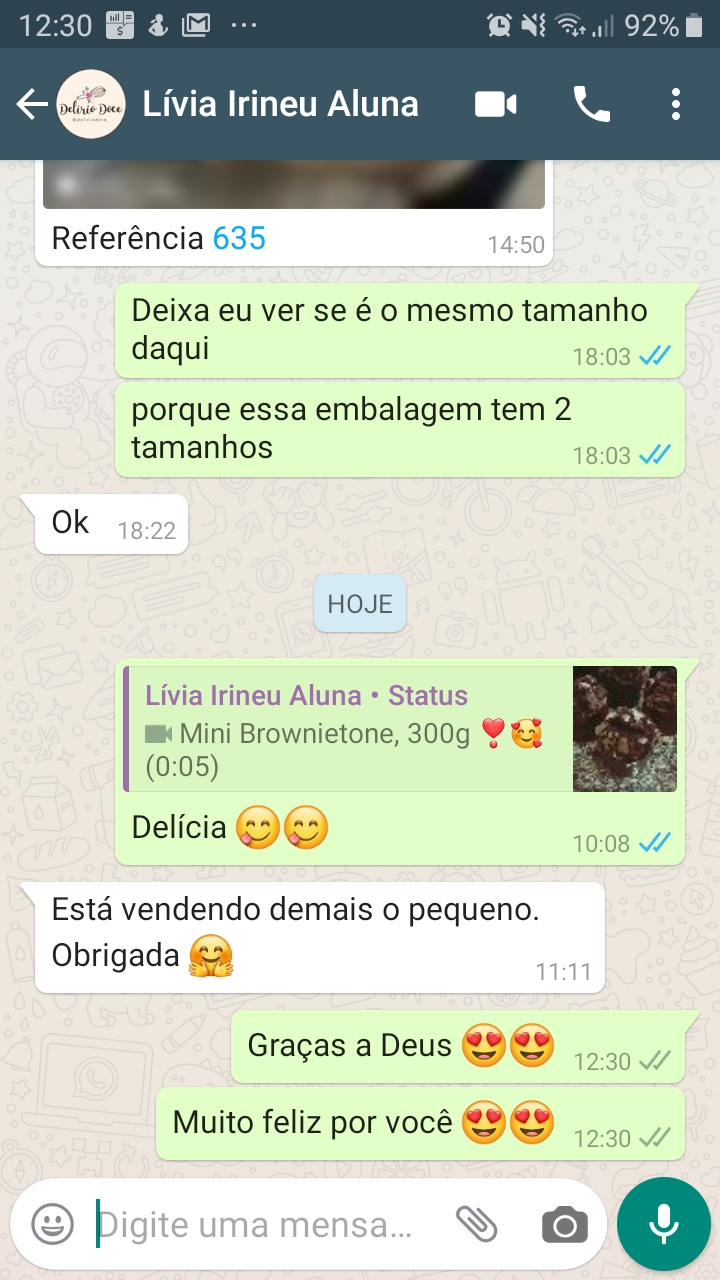 12:30
92%
Delírio Doce
Lívia Irineu Aluna
Referência 635
14:50
Deixa eu ver se é o mesmo tamanho
daqui
18:03
porque essa embalagem tem 2
tamanhos
18:03
Ok
18:22
HOJE
Lívia Irineu Aluna • Status
Mini Brownietone, 300g ❣️🥰
(0:05)
Delícia 😋😋
10:08
Está vendendo demais o pequeno.
Obrigada 🤗
11:11
Graças a Deus 😍😍
12:30
Muito feliz por você 😍😍
12:30
Digite uma mensa...